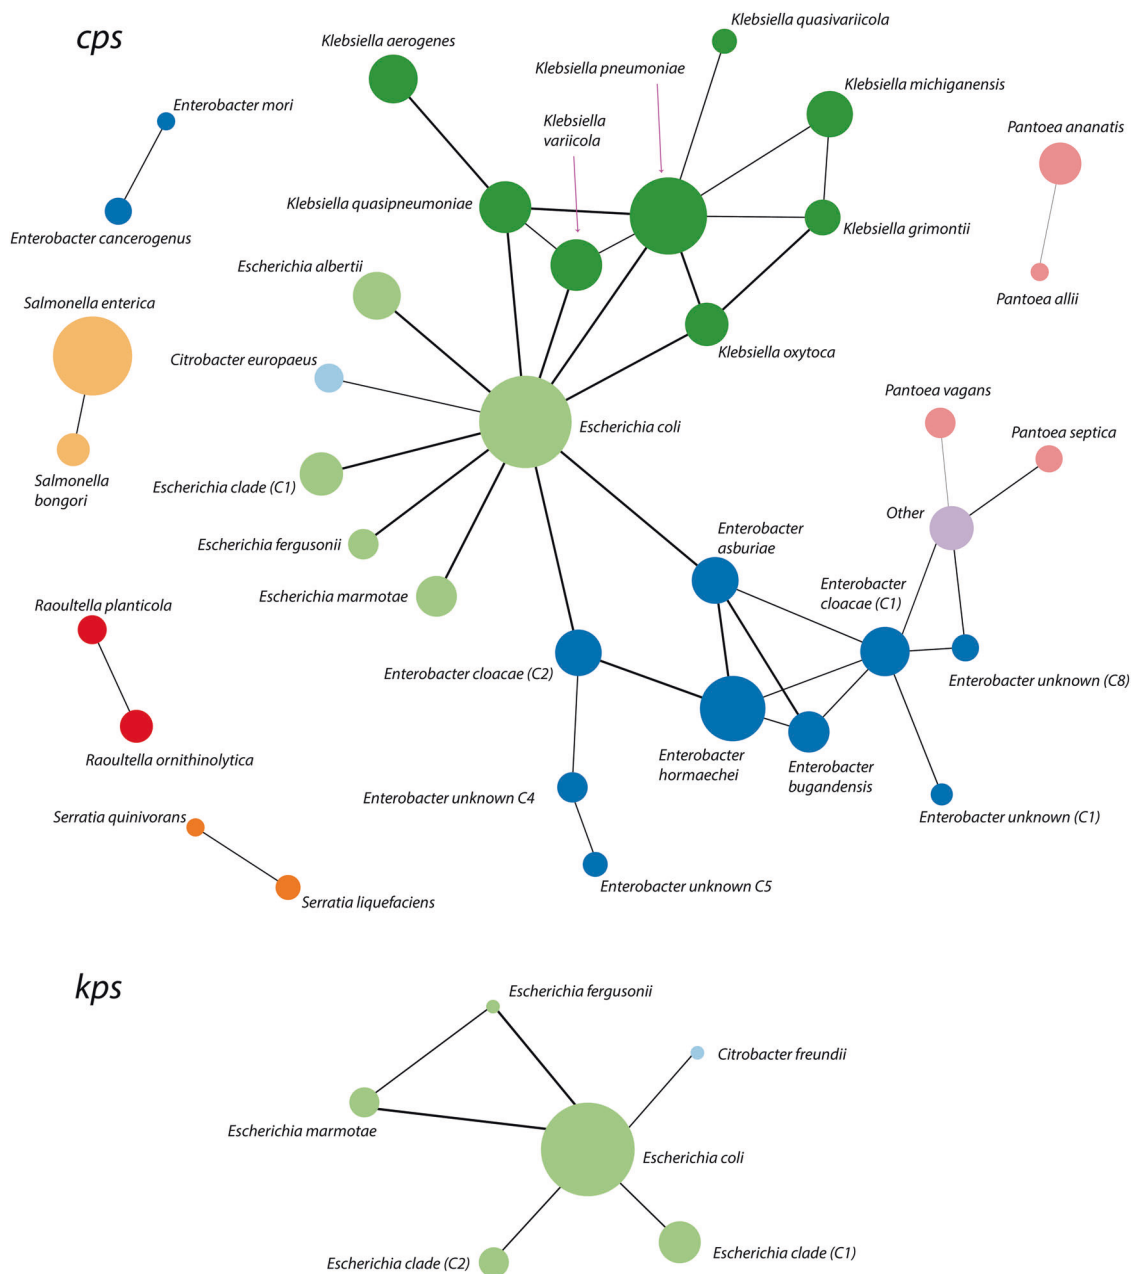 cps
Klebsiella quasivariicola
Klebsiella aerogenes
Klebsiella pneumoniae
Klebsiella michiganensis
Enterobacter mori
Klebsiella
variicola
Pantoea ananatis
Klebsiella quasipneumoniae
Klebsiella grimontii
Enterobacter cancerogenus
Escherichia albertii
Pantoea allii
Salmonella enterica
Klebsiella oxytoca
Citrobacter europaeus
Pantoea vagans
Escherichia coli
Pantoea septica
Salmonella
bongori
Escherichia clade (C1)
Other
Enterobacter
asburiae
Escherichia fergusonii
Enterobacter
cloacae (C1)
Escherichia marmotae
Raoultella planticola
Enterobacter cloacae (C2)
Enterobacter unknown (C8)
Raoultella ornithinolytica
Enterobacter
hormaechei
Enterobacter
bugandensis
Enterobacter unknown C4
Serratia quinivorans
Enterobacter unknown (C1)
Enterobacter unknown C5
Serratia liquefaciens
kps
Escherichia fergusonii
Citrobacter freundii
Escherichia marmotae
Escherichia coli
Escherichia clade (C2)
Escherichia clade (C1)